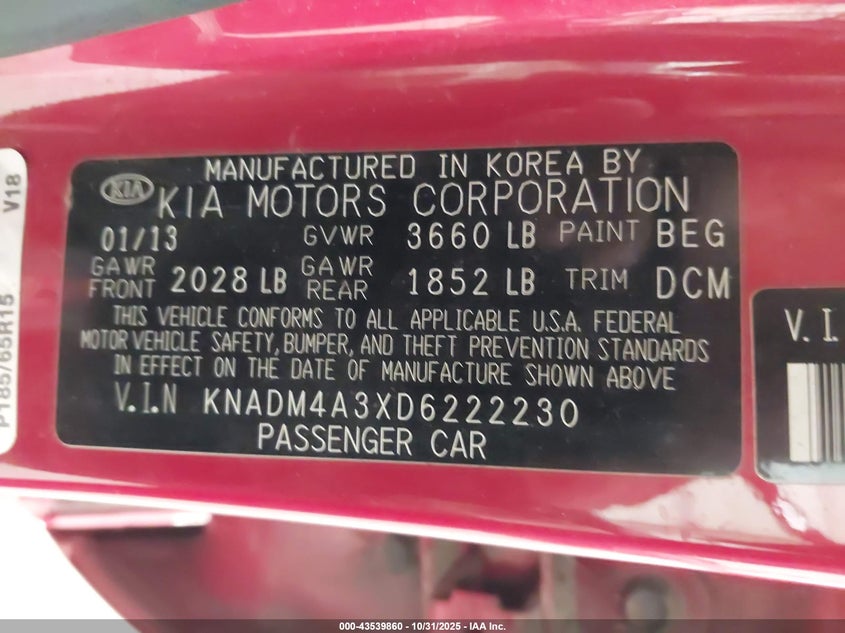 MANUFACTURED IN KOREA BY
KIA
KIA MOTORS CORPORATION
01/13 GVWR 3660 LB PAINT BEG
GAWR FRONT 2028 LB GAWR REAR 1852 LB TRIM DCM
THIS VEHICLE CONFORMS TO ALL APPLICABLE U.S.A. FEDERAL
MOTOR VEHICLE SAFETY, BUMPER, AND THEFT PREVENTION STANDARDS
IN EFFECT ON THE DATE OF MANUFACTURE SHOWN ABOVE
V.I.N KNADM4A3XD6222230
PASSENGER CAR
P185/65R15 V18
V.I.
000-43539860 - 10/31/2025 - www.iaai.com